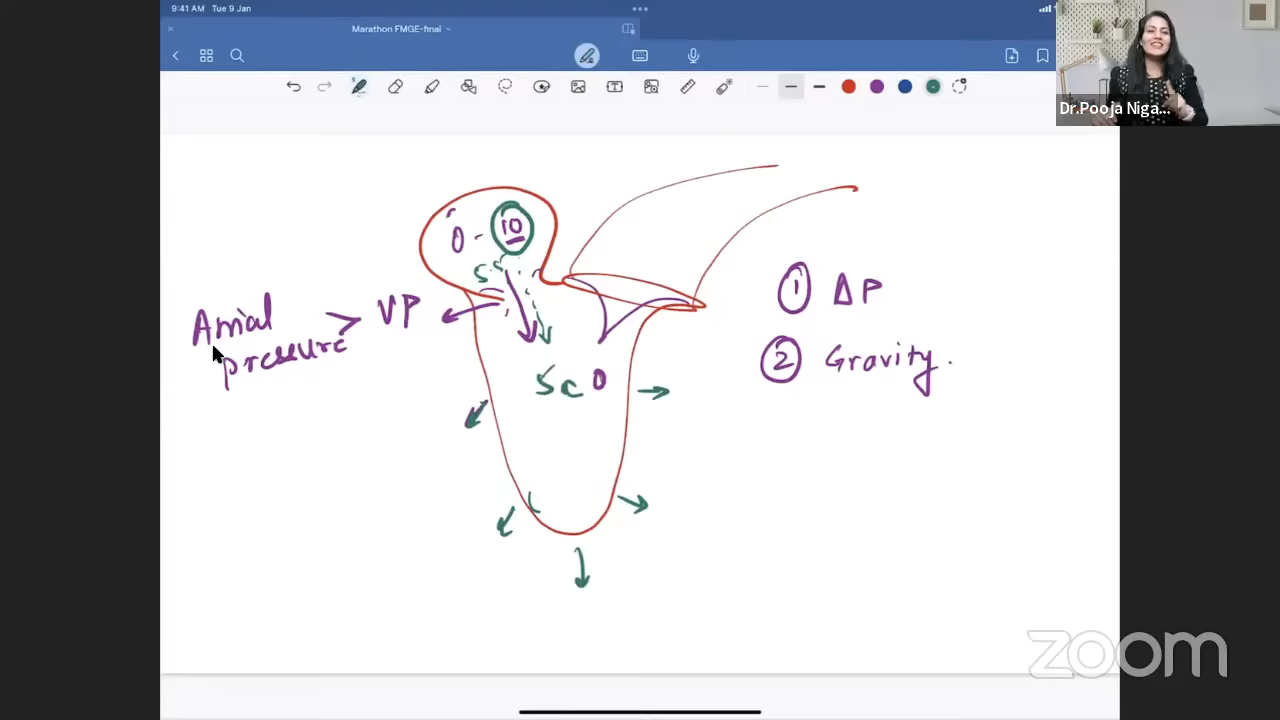 9:41 AM Tue 9 Jan
Marathon FMGE-final
Dr.Pooja Niga...
0 - 10
Atrial pressure > VP
① ΔP
② Gravity.
0
zoom